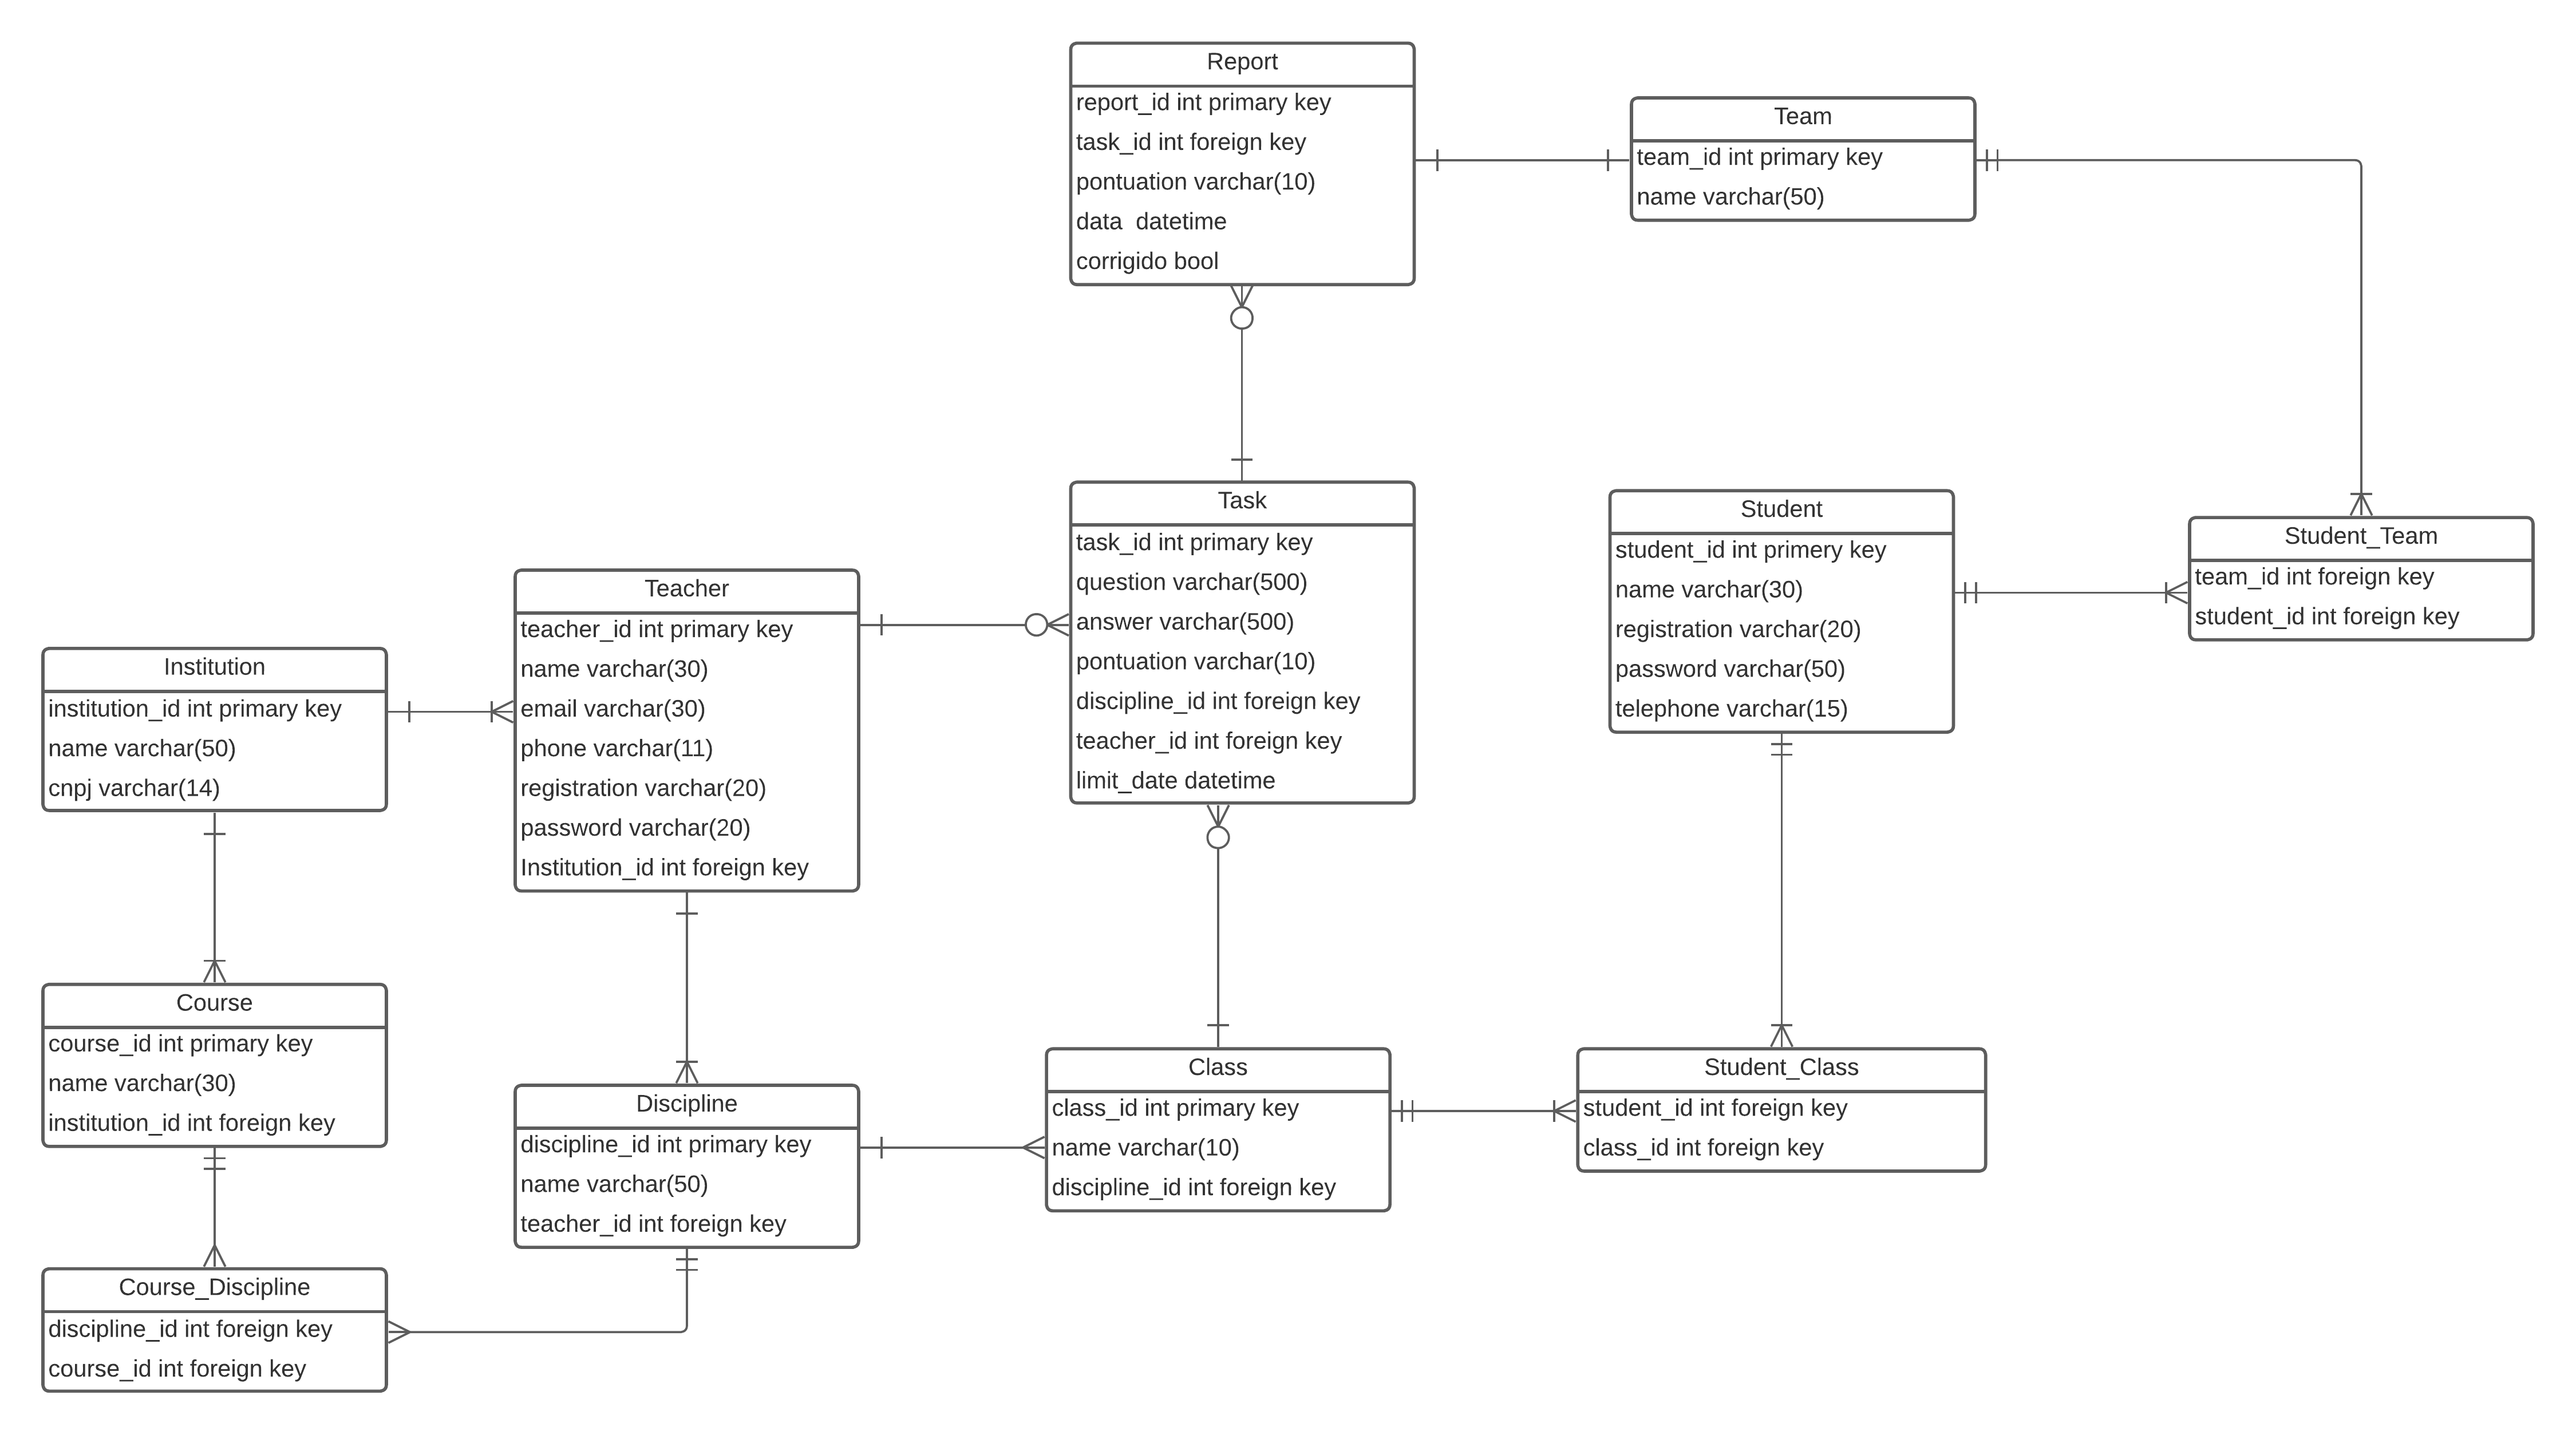 Report
report_id int primary key
task_id int foreign key
pontuation varchar(10)
data  datetime
corrigido bool
Team
team_id int primary key
name varchar(50)
Task
task_id int primary key
question varchar(500)
answer varchar(500)
pontuation varchar(10)
discipline_id int foreign key
teacher_id int foreign key
limit_date datetime
Student
student_id int primery key
name varchar(30)
registration varchar(20)
password varchar(50)
telephone varchar(15)
Student_Team
team_id int foreign key
student_id int foreign key
Teacher
teacher_id int primary key
name varchar(30)
email varchar(30)
phone varchar(11)
registration varchar(20)
password varchar(20)
Institution_id int foreign key
Institution
institution_id int primary key
name varchar(50)
cnpj varchar(14)
Course
course_id int primary key
name varchar(30)
institution_id int foreign key
Discipline
discipline_id int primary key
name varchar(50)
teacher_id int foreign key
Class
class_id int primary key
name varchar(10)
discipline_id int foreign key
Student_Class
student_id int foreign key
class_id int foreign key
Course_Discipline
discipline_id int foreign key
course_id int foreign key